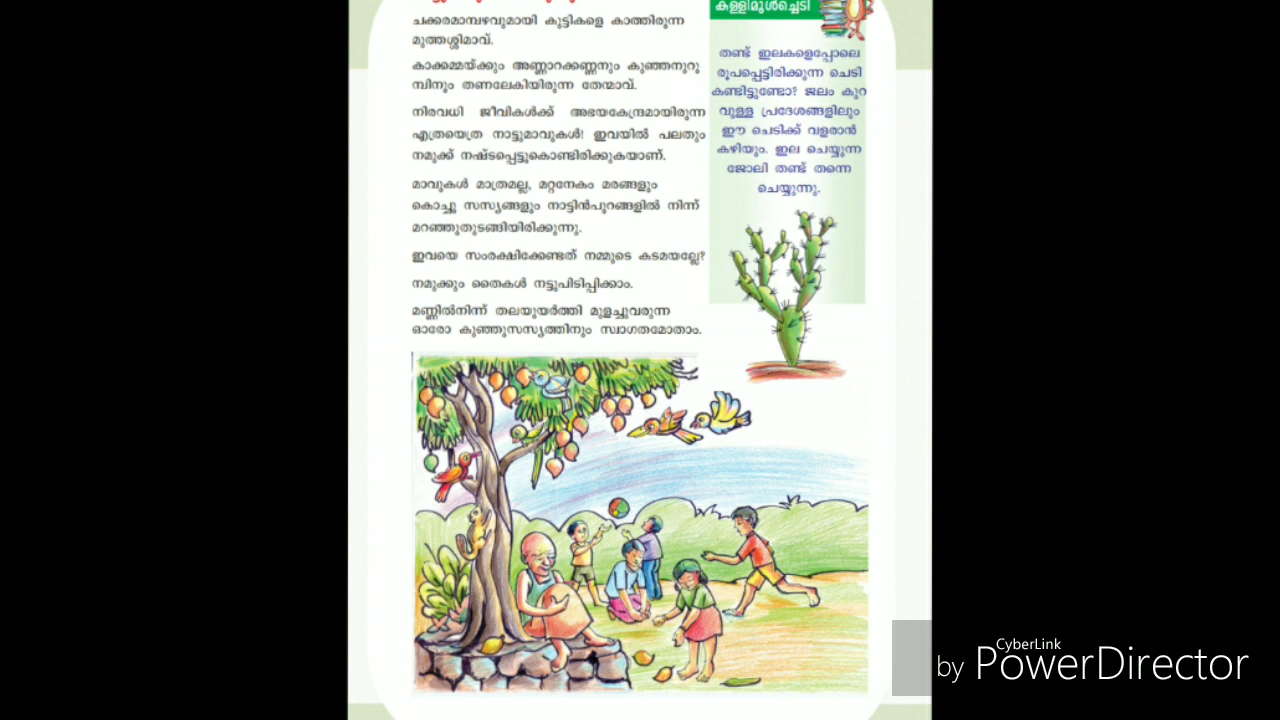 ചക്കരമാമ്പഴവുമായി കുട്ടികളെ കാത്തിരുന്ന
മുത്തശ്ശിമാവ്.
കാക്കമ്മയ്ക്കും അണ്ണാറക്കണ്ണനും കുഞ്ഞനുറു
മ്പിനും തണലേകിയിരുന്ന തേന്മാവ്.
നിരവധി ജീവികൾക്ക് അഭയകേന്ദ്രമായിരുന്ന
എത്രയെത്ര നാട്ടുമാവുകൾ! ഇവയിൽ പലതും
നമുക്ക് നഷ്ടപ്പെട്ടുകൊണ്ടിരിക്കുകയാണ്.
മാവുകൾ മാത്രമല്ല, മറ്റനേകം മരങ്ങളും
കൊച്ചു സസ്യങ്ങളും നാട്ടിൻപുറങ്ങളിൽ നിന്ന്
മറഞ്ഞുതുടങ്ങിയിരിക്കുന്നു.
ഇവയെ സംരക്ഷിക്കേണ്ടത് നമ്മുടെ കടമയല്ലേ?
നമുക്കും തൈകൾ നട്ടുപിടിപ്പിക്കാം.
മണ്ണിൽനിന്ന് തലയുയർത്തി മുളച്ചുവരുന്ന
ഓരോ കുഞ്ഞുസസ്യത്തിനും സ്വാഗതമോതാം.
കള്ളിമുൾച്ചെടി
തണ്ട് ഇലകളെപ്പോലെ
രൂപപ്പെട്ടിരിക്കുന്ന ചെടി
കണ്ടിട്ടുണ്ടോ? ജലം കുറ
വുള്ള പ്രദേശങ്ങളിലും
ഈ ചെടിക്ക് വളരാൻ
കഴിയും. ഇല ചെയ്യുന്ന
ജോലി തണ്ട് തന്നെ
ചെയ്യുന്നു.
CyberLink
by PowerDirector